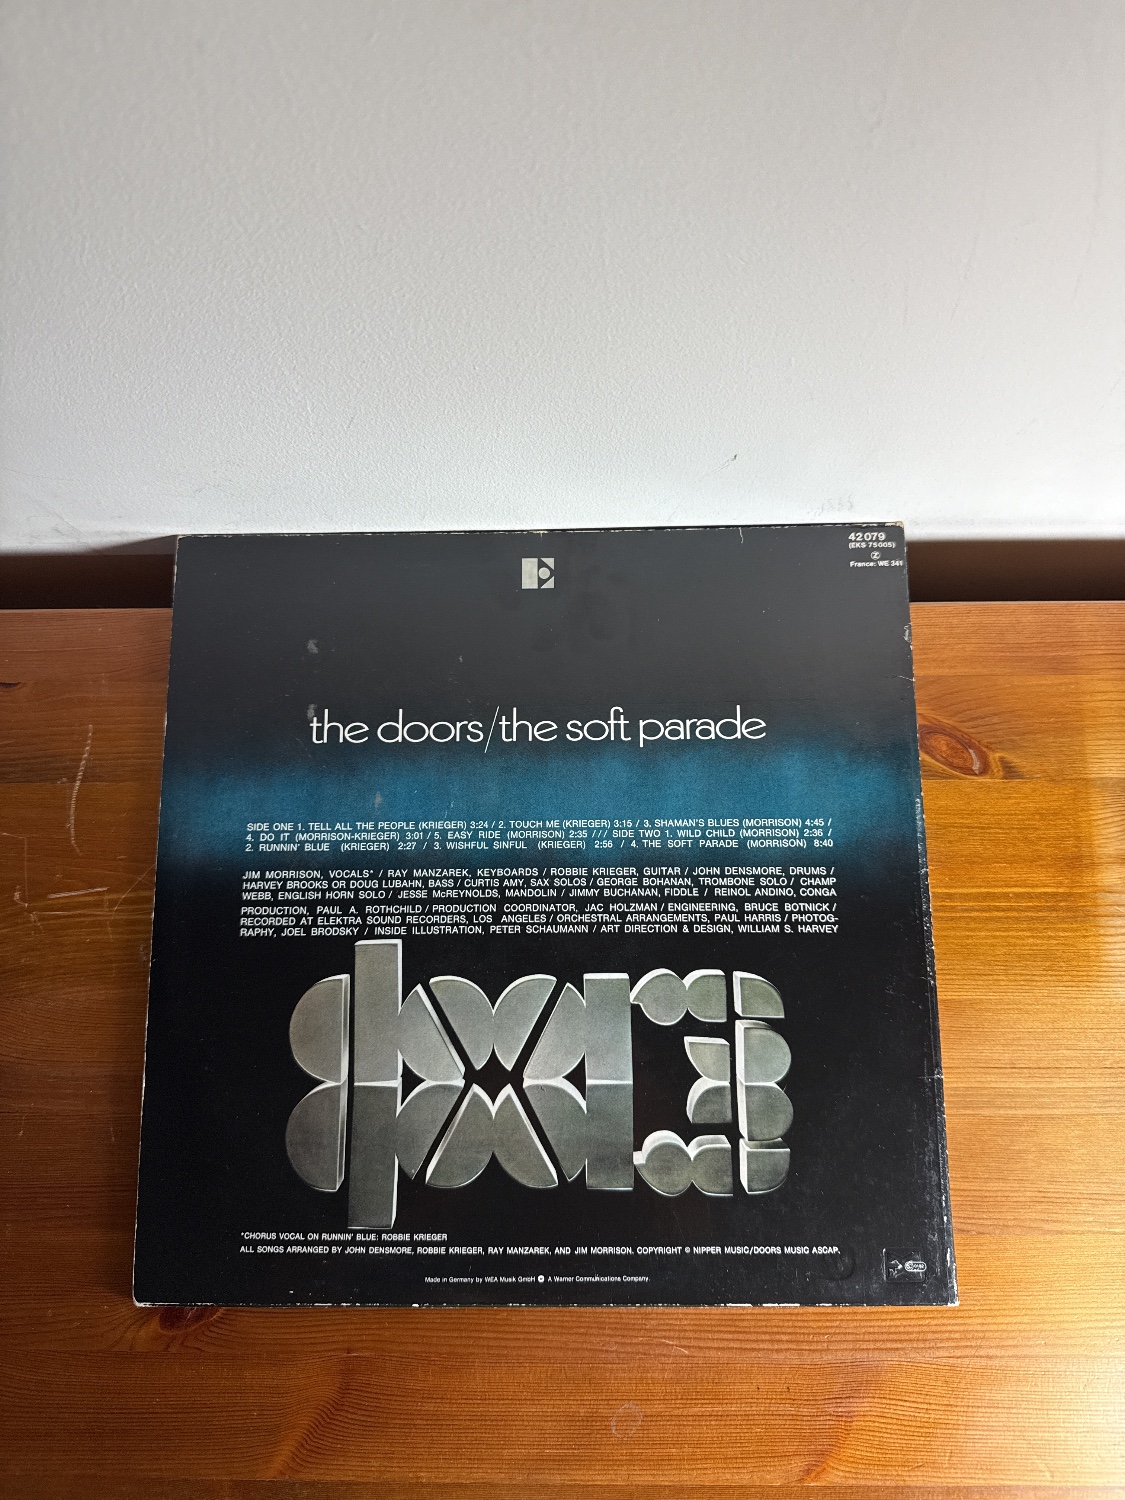 42079
(EKS 75005)
Z
France: WE 341
the doors/the soft parade
SIDE ONE 1. TELL ALL THE PEOPLE (KRIEGER) 3:24 / 2. TOUCH ME (KRIEGER) 3:15 / 3. SHAMAN'S BLUES (MORRISON) 4:45 /
4. DO IT (MORRISON-KRIEGER) 3:01 / 5. EASY RIDE (MORRISON) 2:35 /// SIDE TWO 1. WILD CHILD (MORRISON) 2:36 /
2. RUNNIN' BLUE (KRIEGER) 2:27 / 3. WISHFUL SINFUL (KRIEGER) 2:56 / 4. THE SOFT PARADE (MORRISON) 8:40
JIM MORRISON, VOCALS* / RAY MANZAREK, KEYBOARDS / ROBBIE KRIEGER, GUITAR / JOHN DENSMORE, DRUMS /
HARVEY BROOKS OR DOUG LUBAHN, BASS / CURTIS AMY, SAX SOLOS / GEORGE BOHANAN, TROMBONE SOLO / CHAMP
WEBB, ENGLISH HORN SOLO / JESSE McREYNOLDS, MANDOLIN / JIMMY BUCHANAN, FIDDLE / REINOL ANDINO, CONGA
PRODUCTION, PAUL A. ROTHCHILD / PRODUCTION COORDINATOR, JAC HOLZMAN / ENGINEERING, BRUCE BOTNICK /
RECORDED AT ELEKTRA SOUND RECORDERS, LOS ANGELES / ORCHESTRAL ARRANGEMENTS, PAUL HARRIS / PHOTOG-
RAPHY, JOEL BRODSKY / INSIDE ILLUSTRATION, PETER SCHAUMANN / ART DIRECTION & DESIGN, WILLIAM S. HARVEY
*CHORUS VOCAL ON RUNNIN' BLUE: ROBBIE KRIEGER
ALL SONGS ARRANGED BY JOHN DENSMORE, ROBBIE KRIEGER, RAY MANZAREK, AND JIM MORRISON. COPYRIGHT © NIPPER MUSIC/DOORS MUSIC ASCAP.
Made in Germany by WEA Musik GmbH A Warner Communications Company.